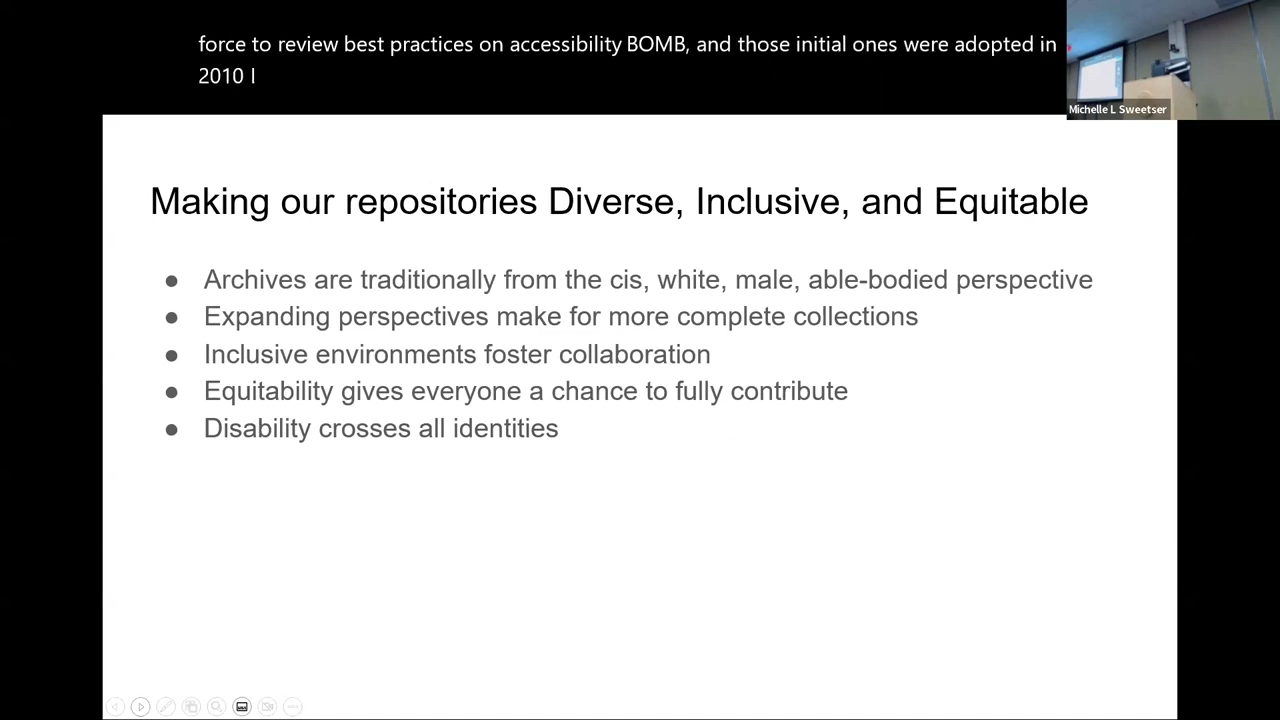 force to review best practices on accessibility BOMB, and those initial ones were adopted in
2010 I
Michelle L Sweetser
Making our repositories Diverse, Inclusive, and Equitable
● Archives are traditionally from the cis, white, male, able-bodied perspective
● Expanding perspectives make for more complete collections
● Inclusive environments foster collaboration
● Equitability gives everyone a chance to fully contribute
● Disability crosses all identities